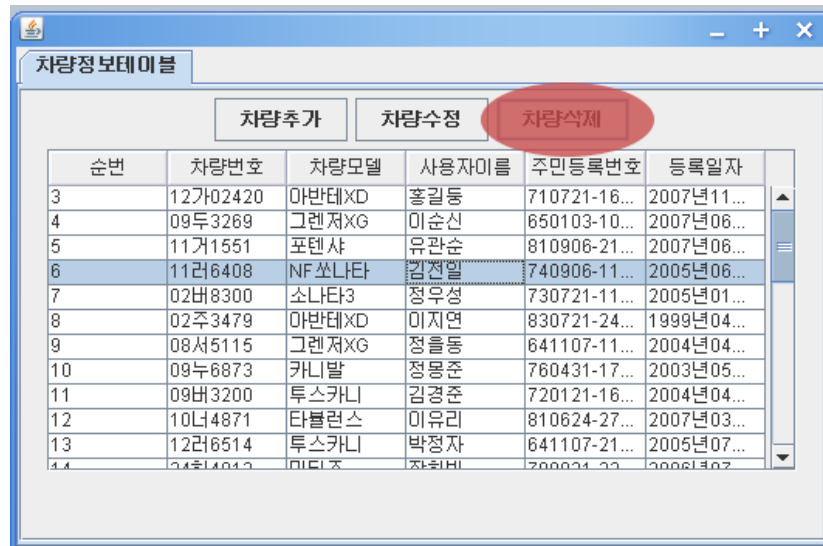 차량정보테이블
차량추가 차량수정 차량삭제
순번 차량번호 차량모델 사용자이름 주민등록번호 등록일자
3 12가02420 아반테XD 홍길동 710721-16... 2007년11...
4 09두3269 그렌져XG 이순신 650103-10... 2007년06...
5 11거1551 포텐샤 유관순 810906-21... 2007년06...
6 11러6408 NF쏘나타 김전일 740906-11... 2005년06...
7 02버8300 소나타3 정우성 730721-11... 2005년01...
8 02주3479 아반테XD 이지연 830721-24... 1999년04...
9 08서5115 그렌져XG 정을동 641107-11... 2004년04...
10 09누6873 카니발 정몽준 760431-17... 2003년05...
11 09버3200 투스카니 김경준 720121-16... 2004년04...
12 10너4871 타뷸런스 이유리 810624-27... 2007년03...
13 12러6514 투스카니 박정자 641107-21... 2005년07...
14